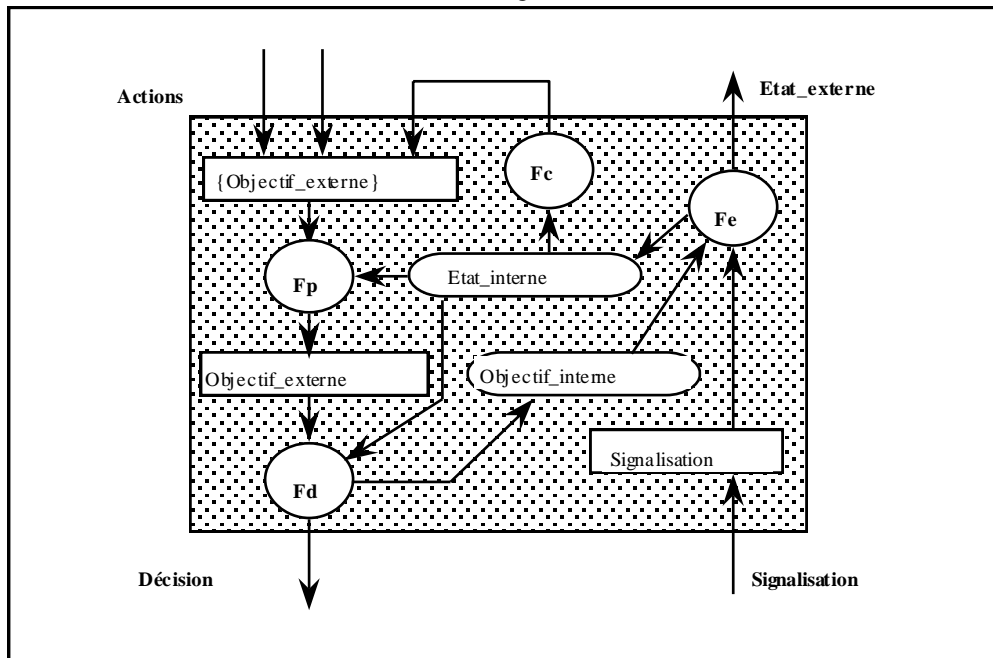 Actions
Etat_externe
{Objectif_externe}
Fc
Fe
Fp
Etat_interne
Objectif_externe
Objectif_interne
Signalisation
Fd
Décision
Signalisation